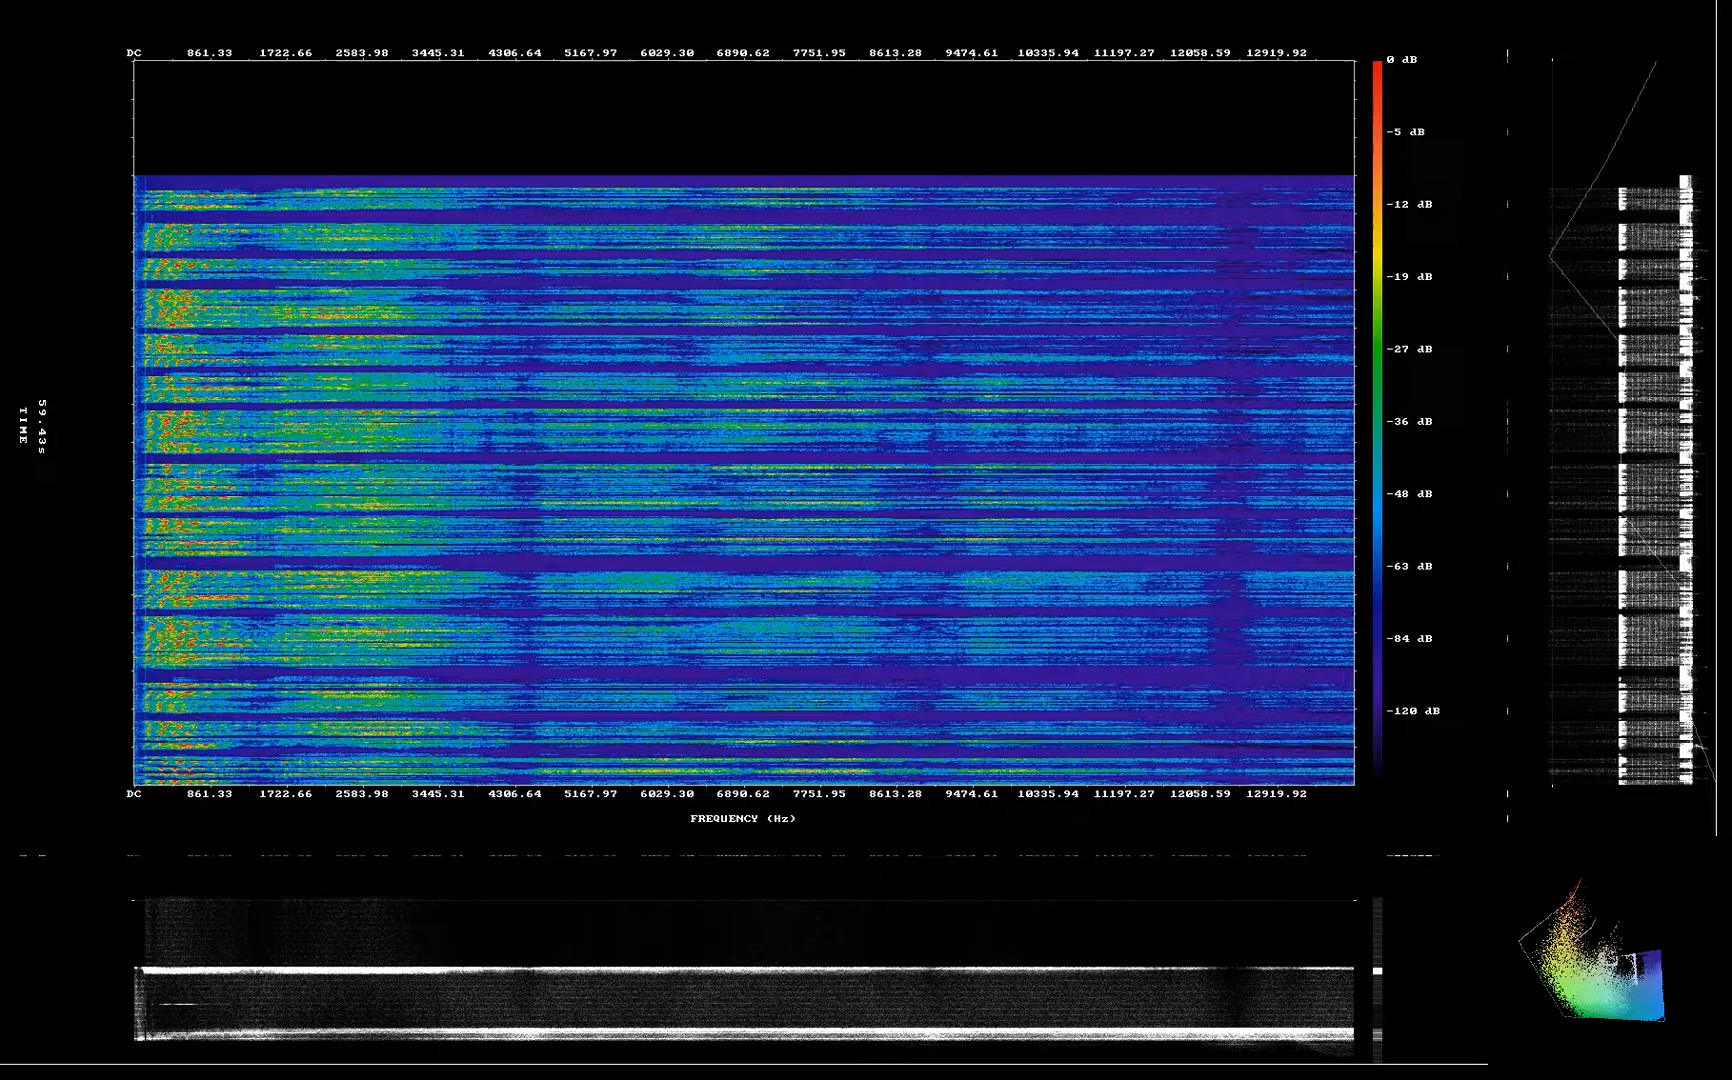 DC 861.33 1722.66 2583.98 3445.31 4306.64 5167.97 6029.30 6890.62 7751.95 8613.28 9474.61 10335.94 11197.27 12058.59 12919.92
0 dB
-5 dB
-12 dB
-19 dB
-27 dB
-36 dB
-48 dB
-63 dB
-84 dB
-120 dB
59.43s
TIME
DC 861.33 1722.66 2583.98 3445.31 4306.64 5167.97 6029.30 6890.62 7751.95 8613.28 9474.61 10335.94 11197.27 12058.59 12919.92
FREQUENCY (Hz)